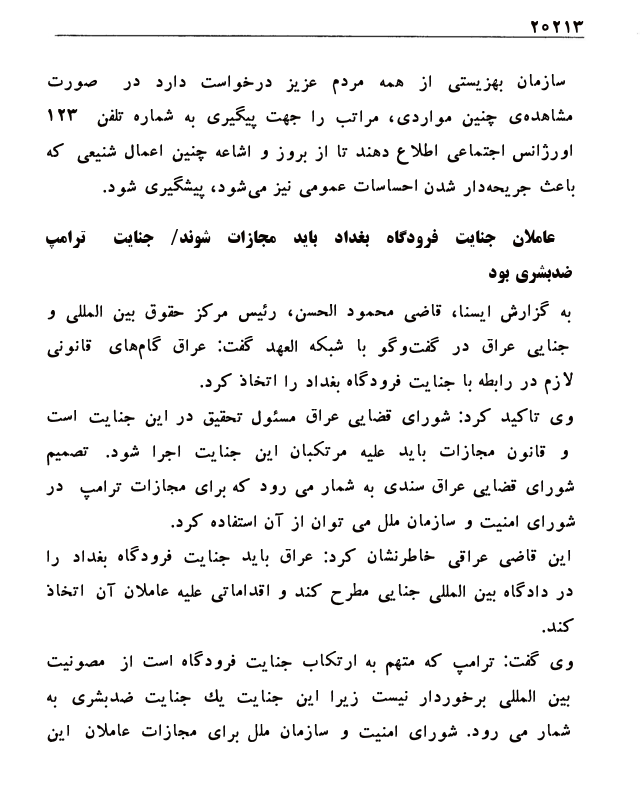 ۲۰۲۱۳
سازمان بهزیستی از همه مردم عزیز درخواست دارد در صورت
مشاهده‌ی چنین مواردی، مراتب را جهت پیگیری به شماره تلفن ۱۲۳
اورژانس اجتماعی اطلاع دهند تا از بروز و اشاعه چنین اعمال شنیعی که
باعث جریحه‌دار شدن احساسات عمومی نیز می‌شود، پیشگیری شود.
عاملان جنایت فرودگاه بغداد باید مجازات شوند/ جنایت ترامپ
ضدبشری بود
به گزارش ایسنا، قاضی محمود الحسن، رئیس مرکز حقوق بین المللی و
جنایی عراق در گفت‌وگو با شبکه العهد گفت: عراق گام‌های قانونی
لازم در رابطه با جنایت فرودگاه بغداد را اتخاذ کرد.
وی تاکید کرد: شورای قضایی عراق مسئول تحقیق در این جنایت است
و قانون مجازات باید علیه مرتکبان این جنایت اجرا شود. تصمیم
شورای قضایی عراق سندی به شمار می رود که برای مجازات ترامپ در
شورای امنیت و سازمان ملل می توان از آن استفاده کرد.
این قاضی عراقی خاطرنشان کرد: عراق باید جنایت فرودگاه بغداد را
در دادگاه بین المللی جنایی مطرح کند و اقداماتی علیه عاملان آن اتخاذ
کند.
وی گفت: ترامپ که متهم به ارتکاب جنایت فرودگاه است از مصونیت
بین المللی برخوردار نیست زیرا این جنایت یك جنایت ضدبشری به
شمار می رود. شورای امنیت و سازمان ملل برای مجازات عاملان این